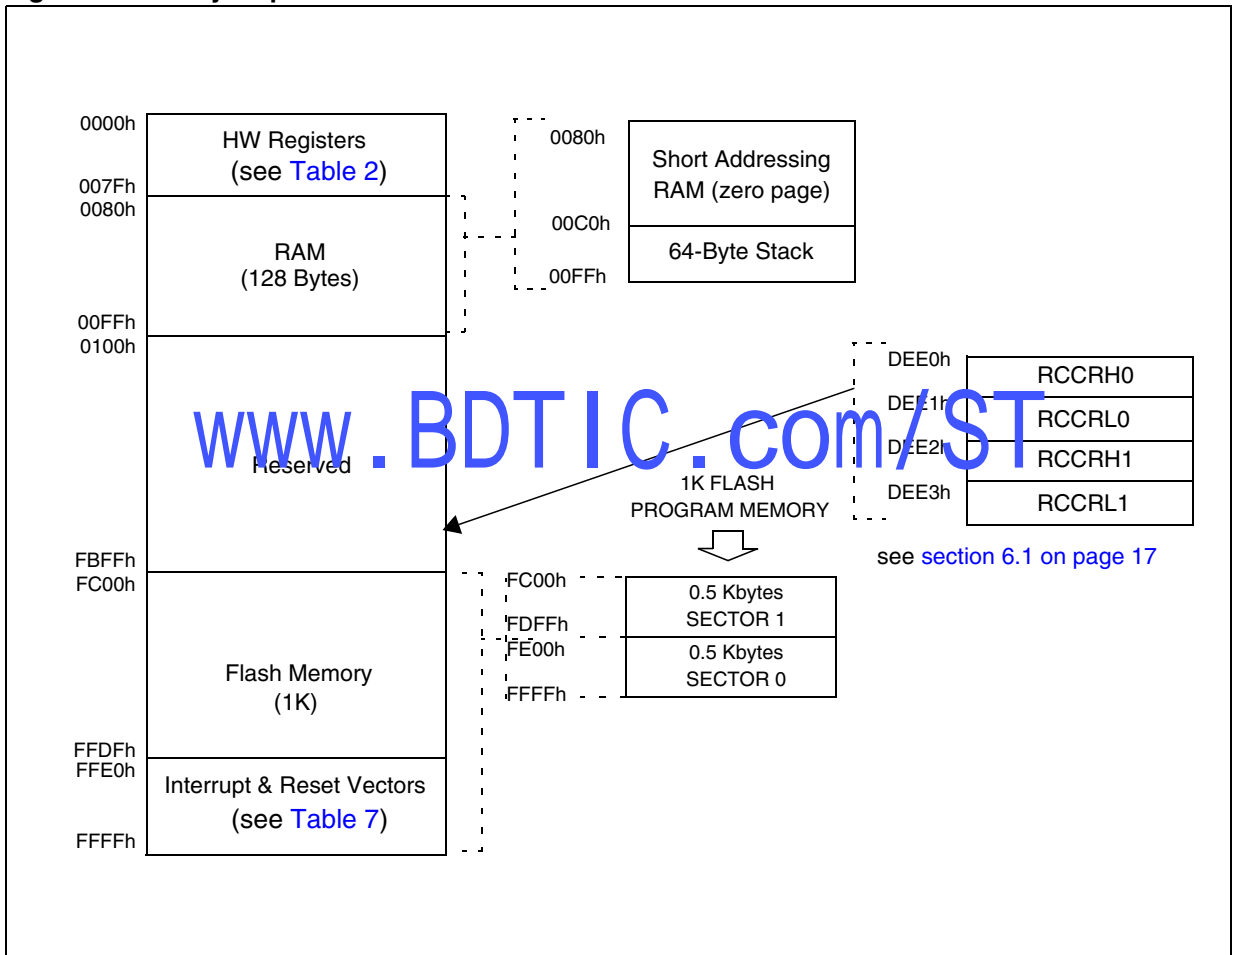 0000h
HW Registers
(see Table 2)
007Fh
0080h
RAM
(128 Bytes)
00FFh
0100h
Reserved
FBFFh
FC00h
Flash Memory
(1K)
FFDFh
FFE0h
Interrupt & Reset Vectors
(see Table 7)
FFFFh
0080h
Short Addressing
RAM (zero page)
00C0h
64-Byte Stack
00FFh
DEE0h
RCCRH0
DEE1h
RCCRL0
DEE2h
RCCRH1
DEE3h
RCCRL1
see section 6.1 on page 17
www.BDTIC.com/ST
1K FLASH
PROGRAM MEMORY
FC00h
0.5 Kbytes
SECTOR 1
FDFFh
FE00h
0.5 Kbytes
SECTOR 0
FFFFh